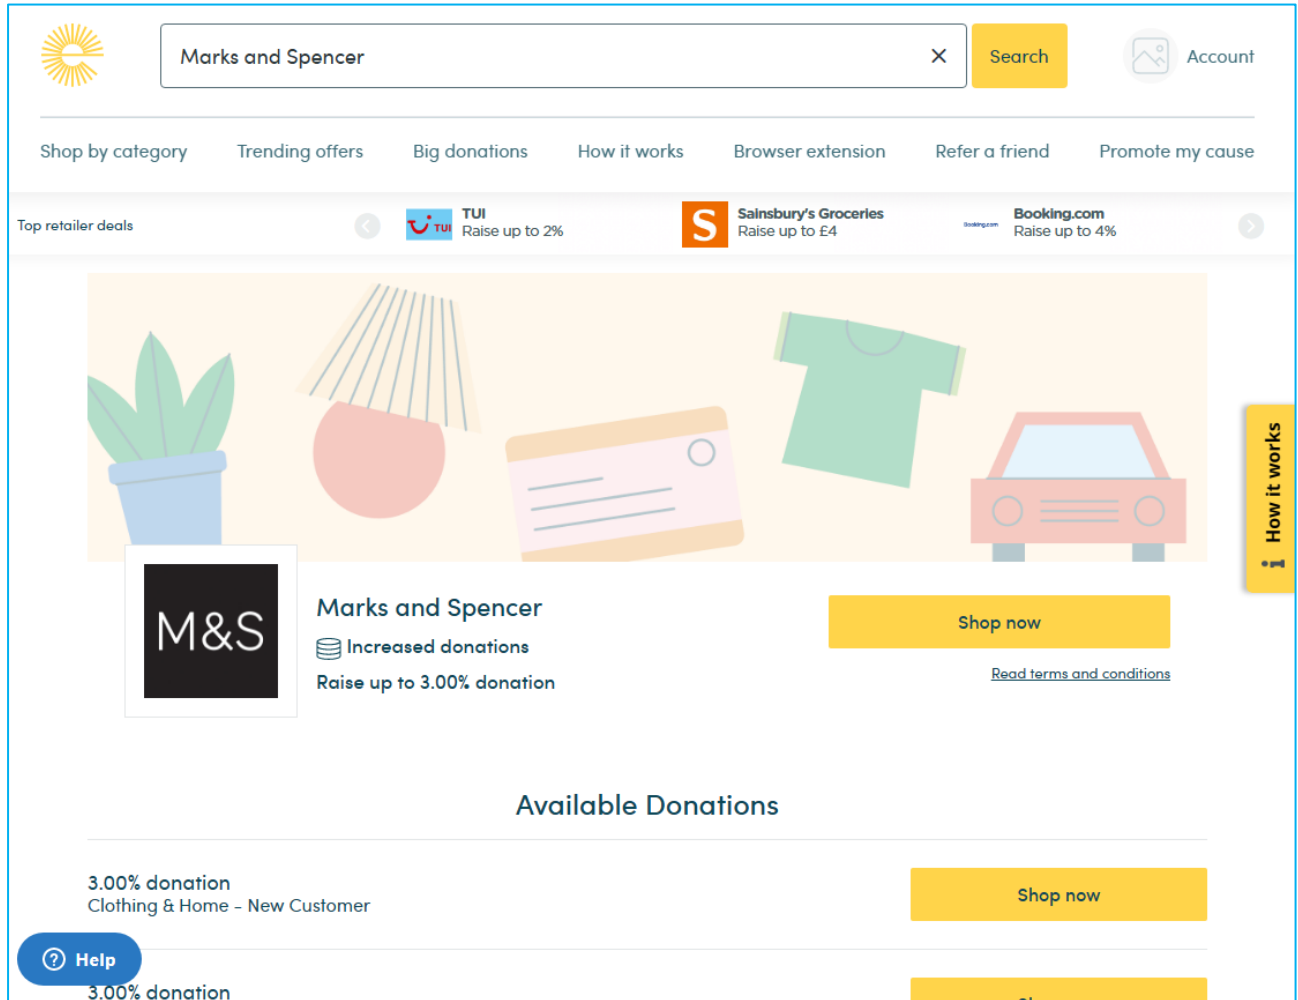 Marks and Spencer
Search
Account
Shop by category
Trending offers
Big donations
How it works
Browser extension
Refer a friend
Promote my cause
Top retailer deals
TUI
TUI
Raise up to 2%
S
Sainsbury's Groceries
Raise up to £4
Booking.com
Booking.com
Raise up to 4%
How it works
M&S
Marks and Spencer
Increased donations
Raise up to 3.00% donation
Shop now
Read terms and conditions
Available Donations
3.00% donation
Clothing & Home - New Customer
Shop now
Help
3.00% donation